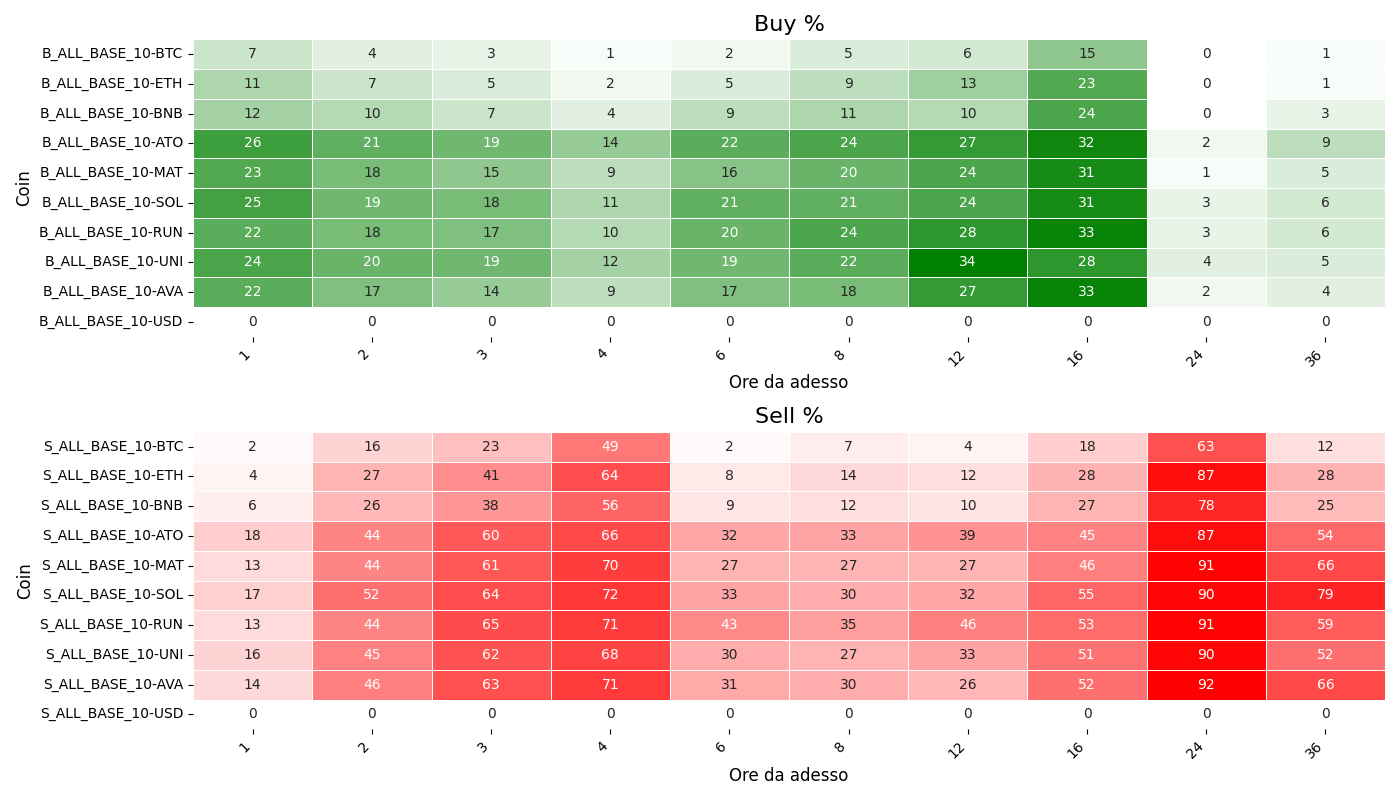 Buy %
B_ALL_BASE_10-BTC 7 4 3 1 2 5 6 15 0 1
B_ALL_BASE_10-ETH 11 7 5 2 5 9 13 23 0 1
B_ALL_BASE_10-BNB 12 10 7 4 9 11 10 24 0 3
B_ALL_BASE_10-ATO 26 21 19 14 22 24 27 32 2 9
B_ALL_BASE_10-MAT 23 18 15 9 16 20 24 31 1 5
B_ALL_BASE_10-SOL 25 19 18 11 21 21 24 31 3 6
B_ALL_BASE_10-RUN 22 18 17 10 20 24 28 33 3 6
B_ALL_BASE_10-UNI 24 20 19 12 19 22 34 28 4 5
B_ALL_BASE_10-AVA 22 17 14 9 17 18 27 33 2 4
B_ALL_BASE_10-USD 0 0 0 0 0 0 0 0 0 0
Coin
1 2 3 4 6 8 12 16 24 36
Ore da adesso
Sell %
S_ALL_BASE_10-BTC 2 16 23 49 2 7 4 18 63 12
S_ALL_BASE_10-ETH 4 27 41 64 8 14 12 28 87 28
S_ALL_BASE_10-BNB 6 26 38 56 9 12 10 27 78 25
S_ALL_BASE_10-ATO 18 44 60 66 32 33 39 45 87 54
S_ALL_BASE_10-MAT 13 44 61 70 27 27 27 46 91 66
S_ALL_BASE_10-SOL 17 52 64 72 33 30 32 55 90 79
S_ALL_BASE_10-RUN 13 44 65 71 43 35 46 53 91 59
S_ALL_BASE_10-UNI 16 45 62 68 30 27 33 51 90 52
S_ALL_BASE_10-AVA 14 46 63 71 31 30 26 52 92 66
S_ALL_BASE_10-USD 0 0 0 0 0 0 0 0 0 0
Coin
1 2 3 4 6 8 12 16 24 36
Ore da adesso